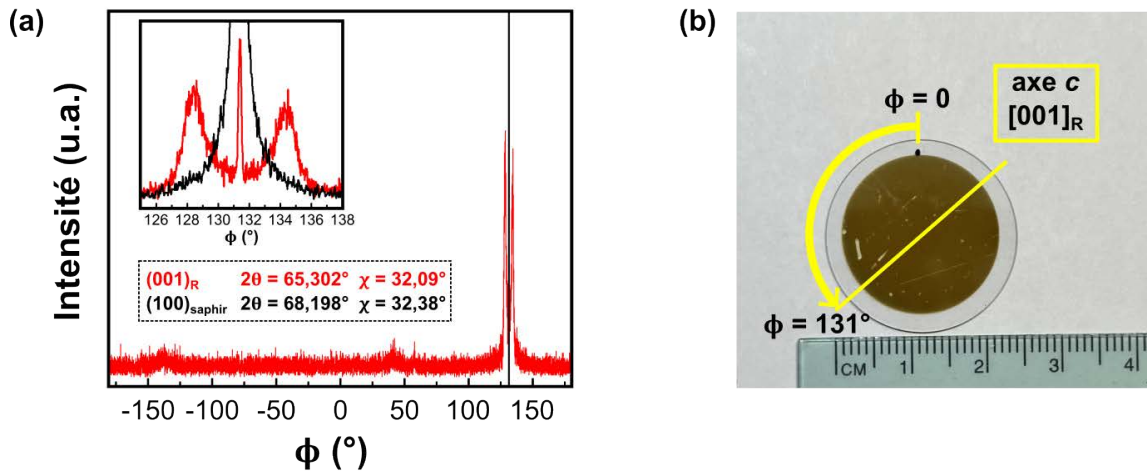 (a)
Intensité (u.a.)
126 128 130 132 134 136 138
ϕ (°)
(001)R 2θ = 65,302° χ = 32,09°
(100)saphir 2θ = 68,198° χ = 32,38°
-150 -100 -50 0 50 100 150
ϕ (°)
(b)
ϕ = 0
axe c
[001]R
ϕ = 131°
CM 1 2 3 4